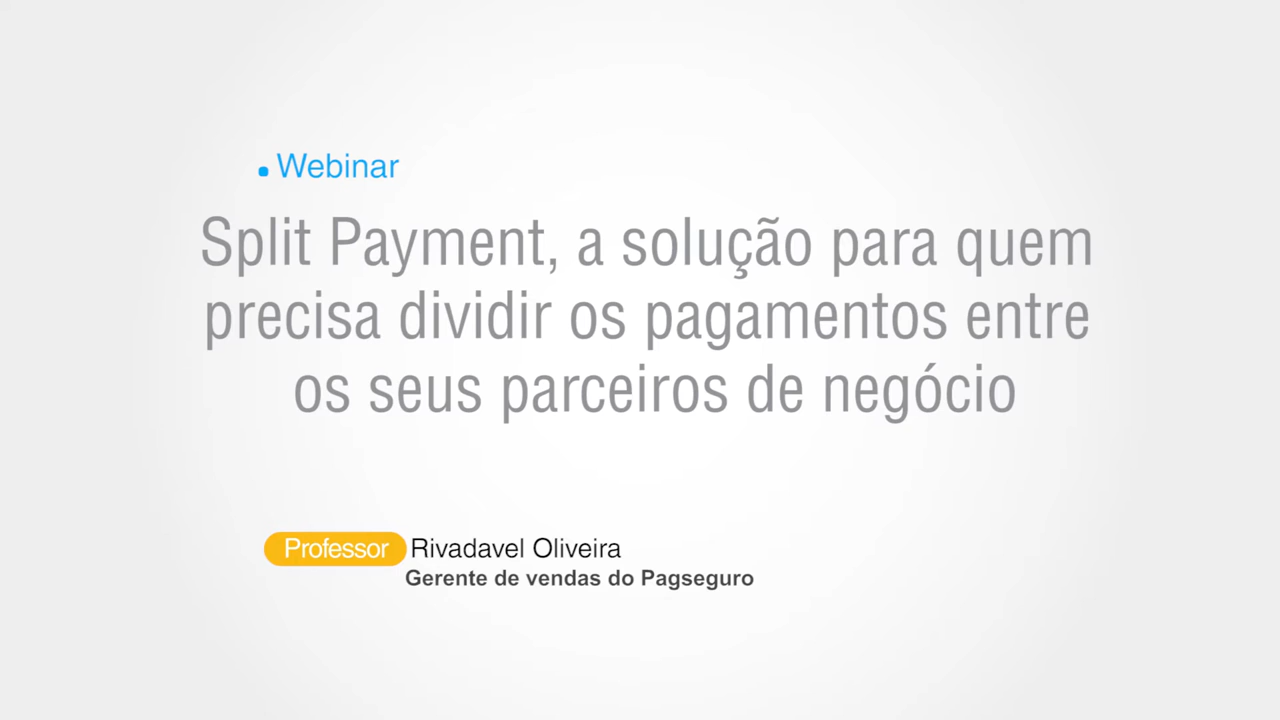 Webinar
Split Payment, a solução para quem
precisa dividir os pagamentos entre
os seus parceiros de negócio
Professor Rivadavel Oliveira
Gerente de vendas do Pagseguro